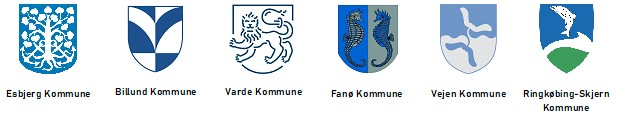 Esbjerg Kommune
Billund Kommune
Varde Kommune
Fanø Kommune
Vejen Kommune
Ringkøbing-Skjern
Kommune